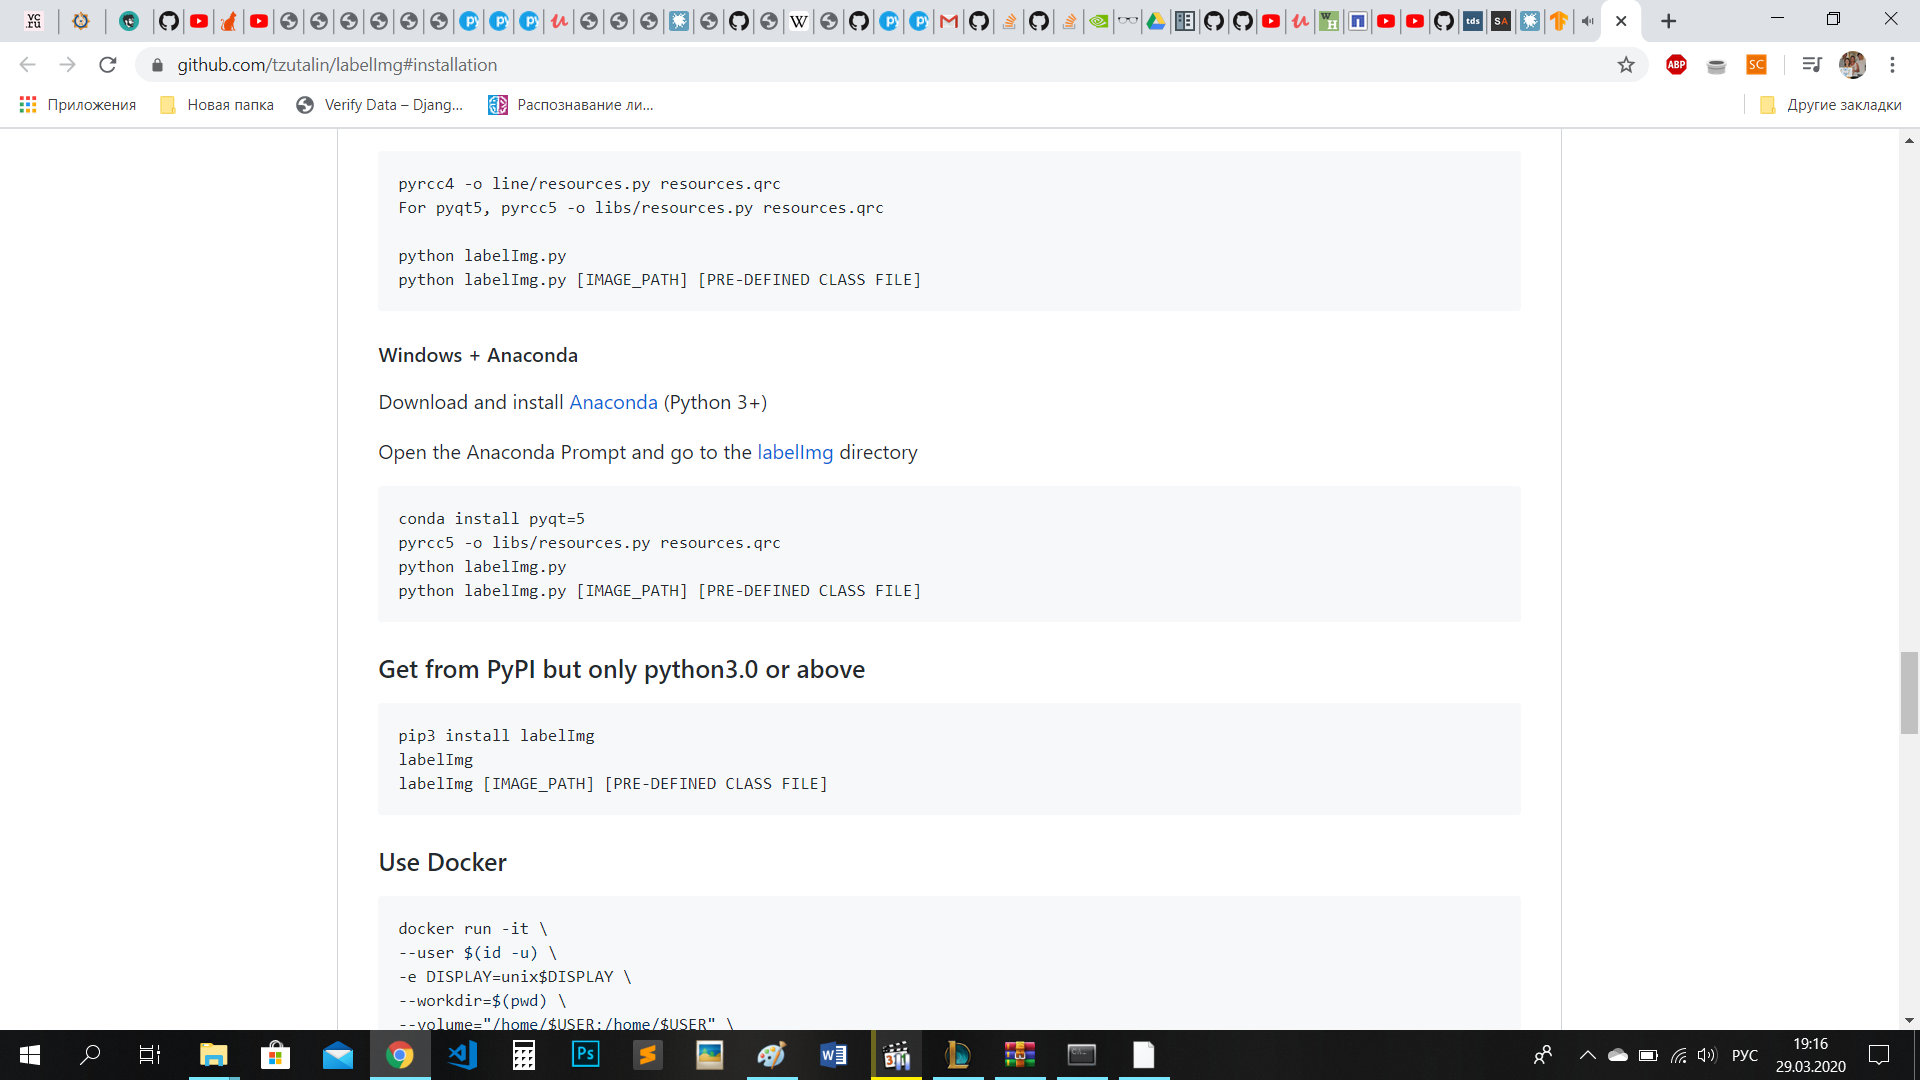 github.com/tzutalin/labelImg#installation
Приложения
Новая папка
Verify Data – Djang...
Распознавание ли...
Другие закладки
pyrcc4 -o line/resources.py resources.qrc
For pyqt5, pyrcc5 -o libs/resources.py resources.qrc
python labelImg.py
python labelImg.py [IMAGE_PATH] [PRE-DEFINED CLASS FILE]
Windows + Anaconda
Download and install Anaconda (Python 3+)
Open the Anaconda Prompt and go to the labelImg directory
conda install pyqt=5
pyrcc5 -o libs/resources.py resources.qrc
python labelImg.py
python labelImg.py [IMAGE_PATH] [PRE-DEFINED CLASS FILE]
Get from PyPI but only python3.0 or above
pip3 install labelImg
labelImg
labelImg [IMAGE_PATH] [PRE-DEFINED CLASS FILE]
Use Docker
docker run -it \
--user $(id -u) \
-e DISPLAY=unix$DISPLAY \
--workdir=$(pwd) \
--volume="/home/$USER:/home/$USER" \
РУС
19:16
29.03.2020